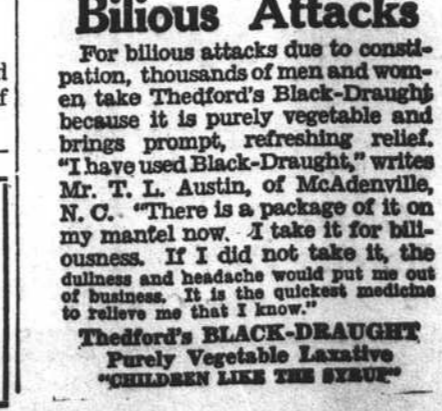 Bilious Attacks
For bilious attacks due to consti-
pation, thousands of men and wom-
en take Thedford's Black-Draught
because it is purely vegetable and
brings prompt, refreshing relief.
"I have used Black-Draught," writes
Mr. T. L. Austin, of McAdenville,
N. C. "There is a package of it on
my mantel now. I take it for bili-
ousness. If I did not take it, the
dullness and headache would put me out
of business. It is the quickest medicine
to relieve me that I know."
Thedford's BLACK-DRAUGHT
Purely Vegetable Laxative
"CHILDREN LIKE THE SYRUP"